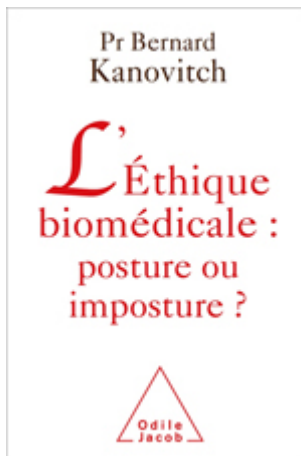 Pr Bernard
Kanovitch
L'Éthique
biomédicale :
posture ou
imposture ?
Odile
Jacob